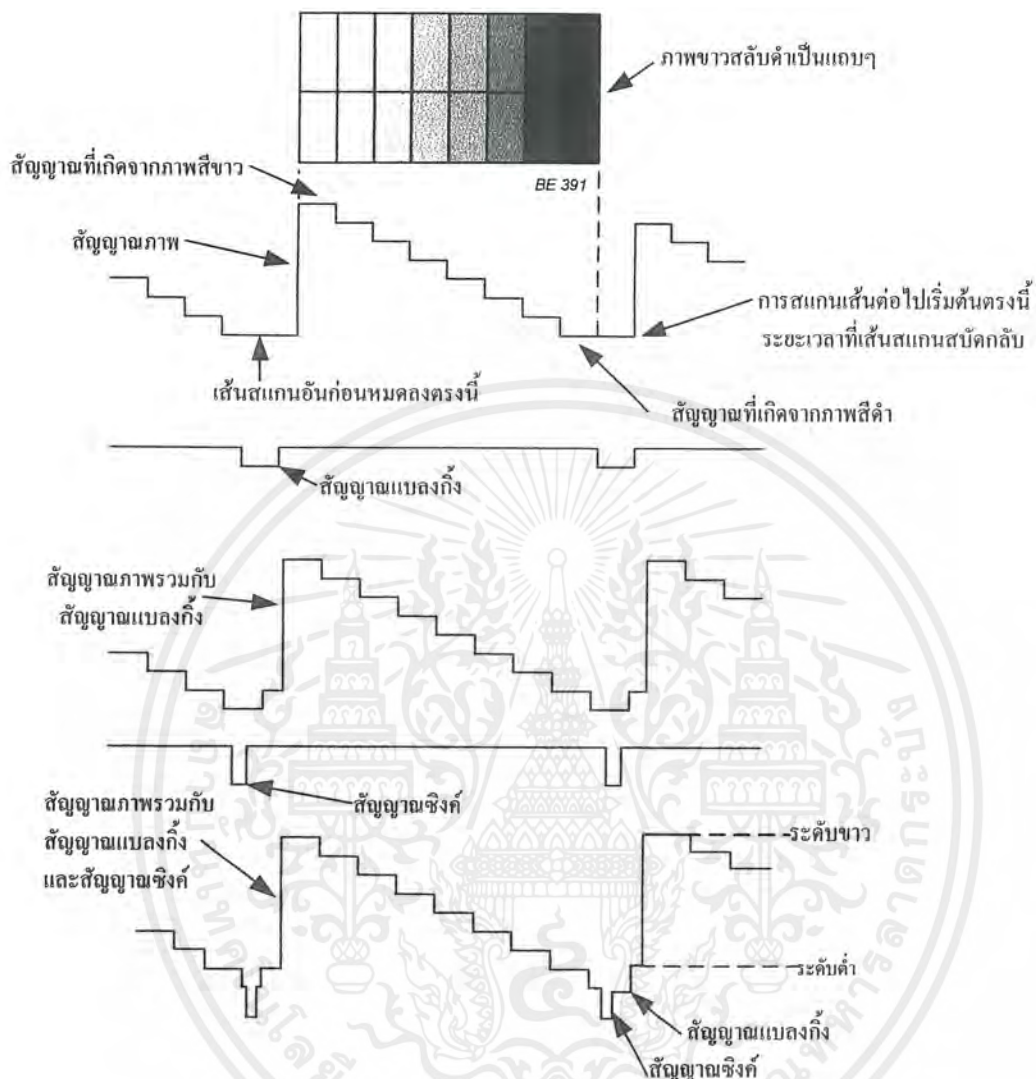 ภาพขาวสลับดำเป็นแถบๆ
สัญญาณที่เกิดจากภาพสีขาว
BE 391
สัญญาณภาพ
การสแกนเส้นต่อไปเริ่มต้นตรงนี้
ระยะเวลาที่เส้นสแกนสบัดกลับ
เส้นสแกนอันก่อนหมดลงตรงนี้
สัญญาณที่เกิดจากภาพสีดำ
สัญญาณแบลงกิ้ง
สัญญาณภาพรวมกับ
สัญญาณแบลงกิ้ง
สัญญาณซิงค์
สัญญาณภาพรวมกับ
สัญญาณแบลงกิ้ง
และสัญญาณซิงค์
ระดับขาว
ระดับดำ
สัญญาณแบลงกิ้ง
สัญญาณซิงค์